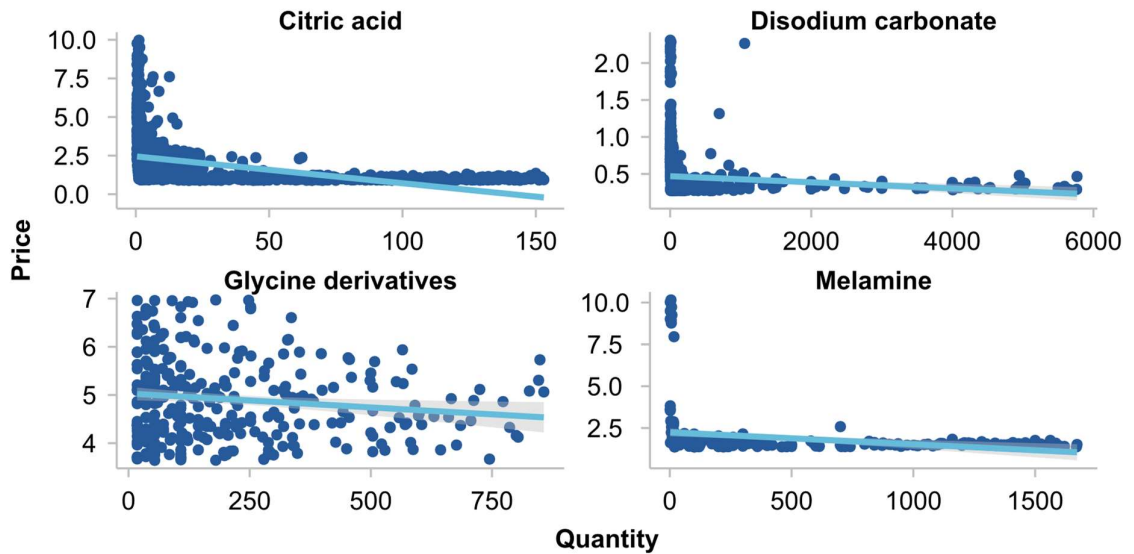 Citric acid
10.0
7.5
5.0
2.5
0.0
0 50 100 150
Disodium carbonate
2.0
1.5
1.0
0.5
0 2000 4000 6000
Price
Glycine derivatives
7
6
5
4
0 250 500 750
Melamine
10.0
7.5
5.0
2.5
0 500 1000 1500
Quantity